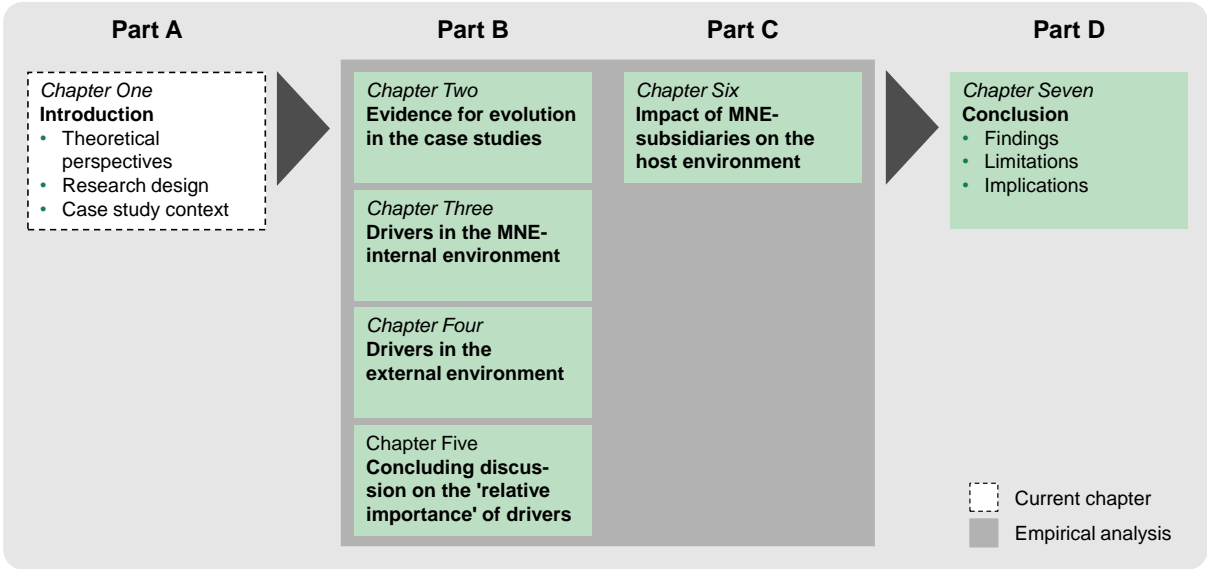 Part A
Part B
Part C
Part D
Chapter One
Introduction
• Theoretical
perspectives
• Research design
• Case study context
Chapter Two
Evidence for evolution
in the case studies
Chapter Three
Drivers in the MNE-
internal environment
Chapter Four
Drivers in the
external environment
Chapter Five
Concluding discus-
sion on the 'relative
importance' of drivers
Chapter Six
Impact of MNE-
subsidiaries on the
host environment
Chapter Seven
Conclusion
• Findings
• Limitations
• Implications
Current chapter
Empirical analysis